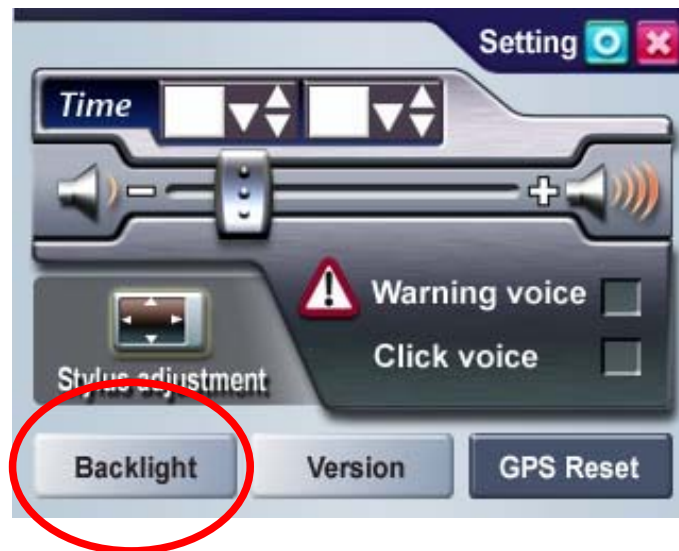 Setting
Time
Warning voice
Click voice
Stylus adjustment
Backlight
Version
GPS Reset